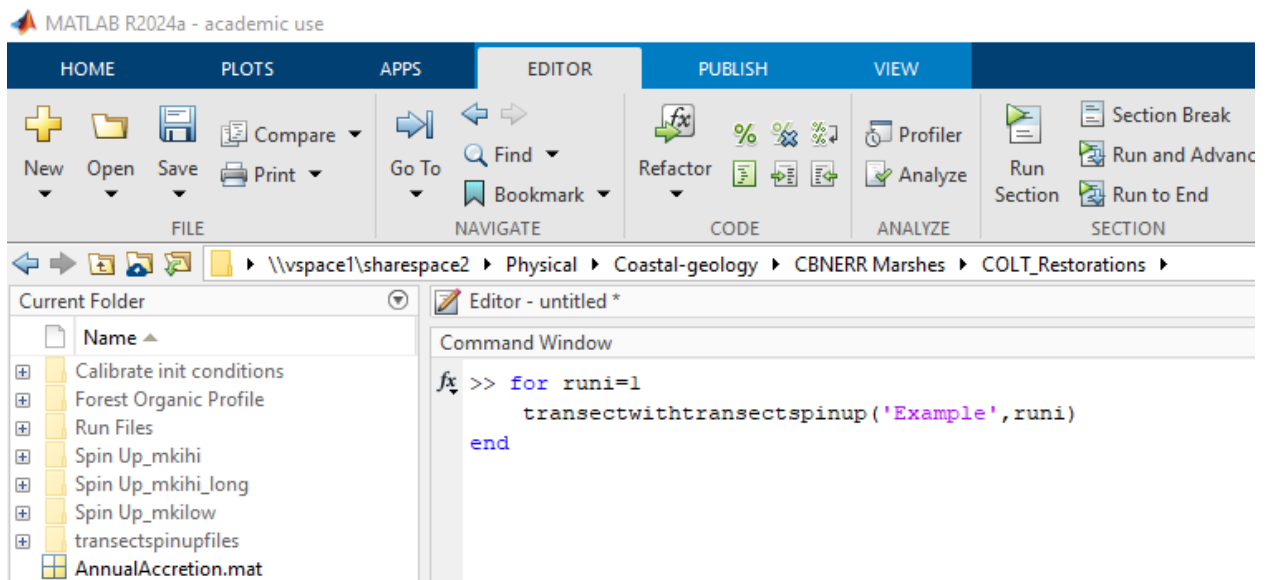 MATLAB R2024a - academic use
HOME PLOTS APPS EDITOR PUBLISH VIEW
New Open Save Compare Print
FILE
Go To Find Bookmark
NAVIGATE
Refactor
CODE
Profiler Analyze
ANALYZE
Run Section Section Break Run and Advanc Run to End
SECTION
\\vspace1\sharespace2 Physical Coastal-geology CBNERR Marshes COLT_Restorations
Current Folder
Name
Calibrate init conditions
Forest Organic Profile
Run Files
Spin Up_mkihi
Spin Up_mkihi_long
Spin Up_mkilow
transectspinupfiles
AnnualAccretion.mat
Editor - untitled *
Command Window
fx >> for runi=1
transectwithtransectspinup('Example',runi)
end